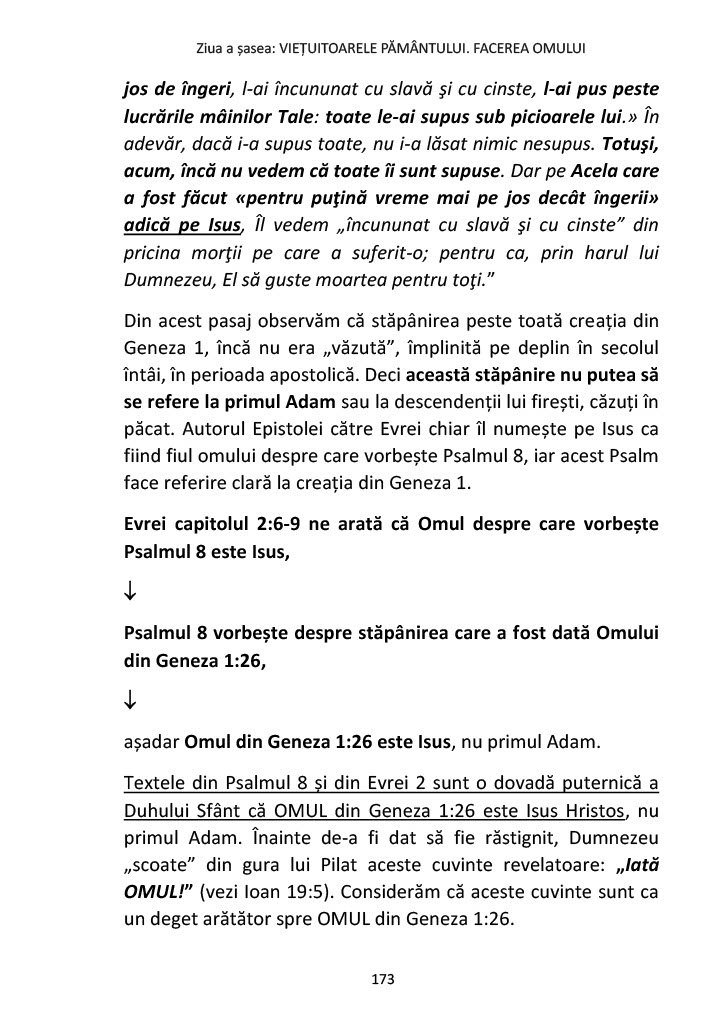 Ziua a șasea: VIEȚUITOARELE PĂMÂNTULUI. FACEREA OMULUI
jos de îngeri, l-ai încununat cu slavă şi cu cinste, l-ai pus peste
lucrările mâinilor Tale: toate le-ai supus sub picioarele lui.» În
adevăr, dacă i-a supus toate, nu i-a lăsat nimic nesupus. Totuşi,
acum, încă nu vedem că toate îi sunt supuse. Dar pe Acela care
a fost făcut «pentru puţină vreme mai pe jos decât îngerii»
adică pe Isus, Îl vedem „încununat cu slavă şi cu cinste” din
pricina morţii pe care a suferit-o; pentru ca, prin harul lui
Dumnezeu, El să guste moartea pentru toţi.”
Din acest pasaj observăm că stăpânirea peste toată creația din
Geneza 1, încă nu era „văzută”, împlinită pe deplin în secolul
întâi, în perioada apostolică. Deci această stăpânire nu putea să
se refere la primul Adam sau la descendenții lui firești, căzuți în
păcat. Autorul Epistolei către Evrei chiar îl numește pe Isus ca
fiind fiul omului despre care vorbește Psalmul 8, iar acest Psalm
face referire clară la creația din Geneza 1.
Evrei capitolul 2:6-9 ne arată că Omul despre care vorbește
Psalmul 8 este Isus,
↓
Psalmul 8 vorbește despre stăpânirea care a fost dată Omului
din Geneza 1:26,
↓
așadar Omul din Geneza 1:26 este Isus, nu primul Adam.
Textele din Psalmul 8 și din Evrei 2 sunt o dovadă puternică a
Duhului Sfânt că OMUL din Geneza 1:26 este Isus Hristos, nu
primul Adam. Înainte de-a fi dat să fie răstignit, Dumnezeu
„scoate” din gura lui Pilat aceste cuvinte revelatoare: „Iată
OMUL!” (vezi Ioan 19:5). Considerăm că aceste cuvinte sunt ca
un deget arătător spre OMUL din Geneza 1:26.
173